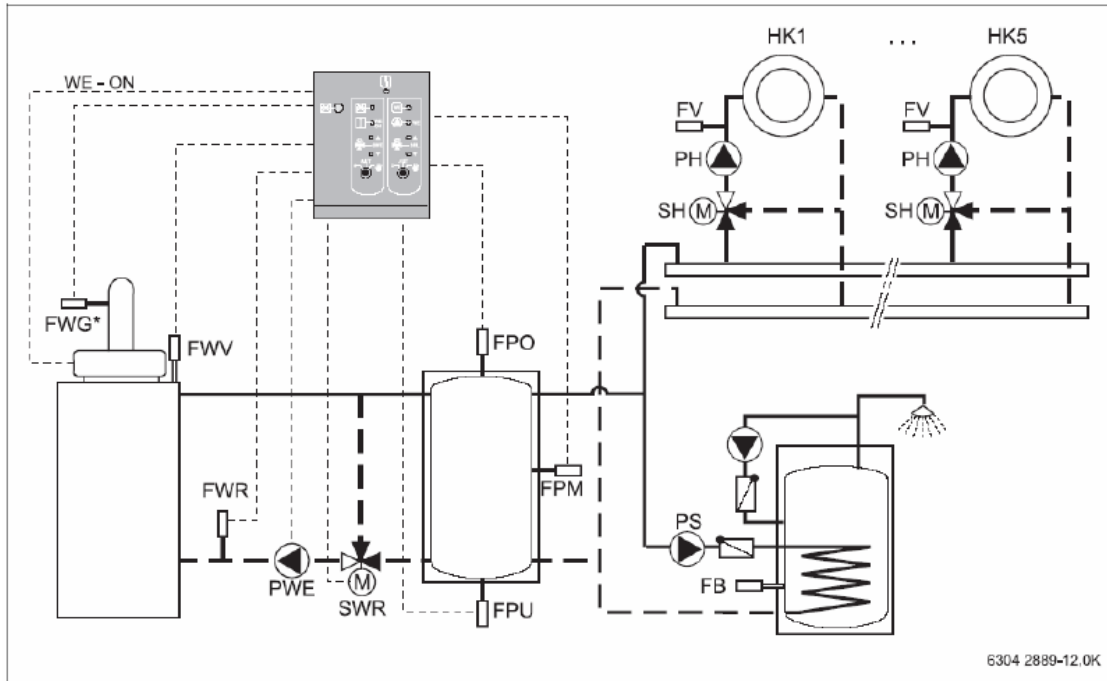 HK1
...
HK5
WE – ON
FV
FV
PH
PH
SH M
SH M
FWG*
FWV
FPO
FWR
FPM
PS
PWE
M
SWR
FPU
FB
6304 2889-12,0K